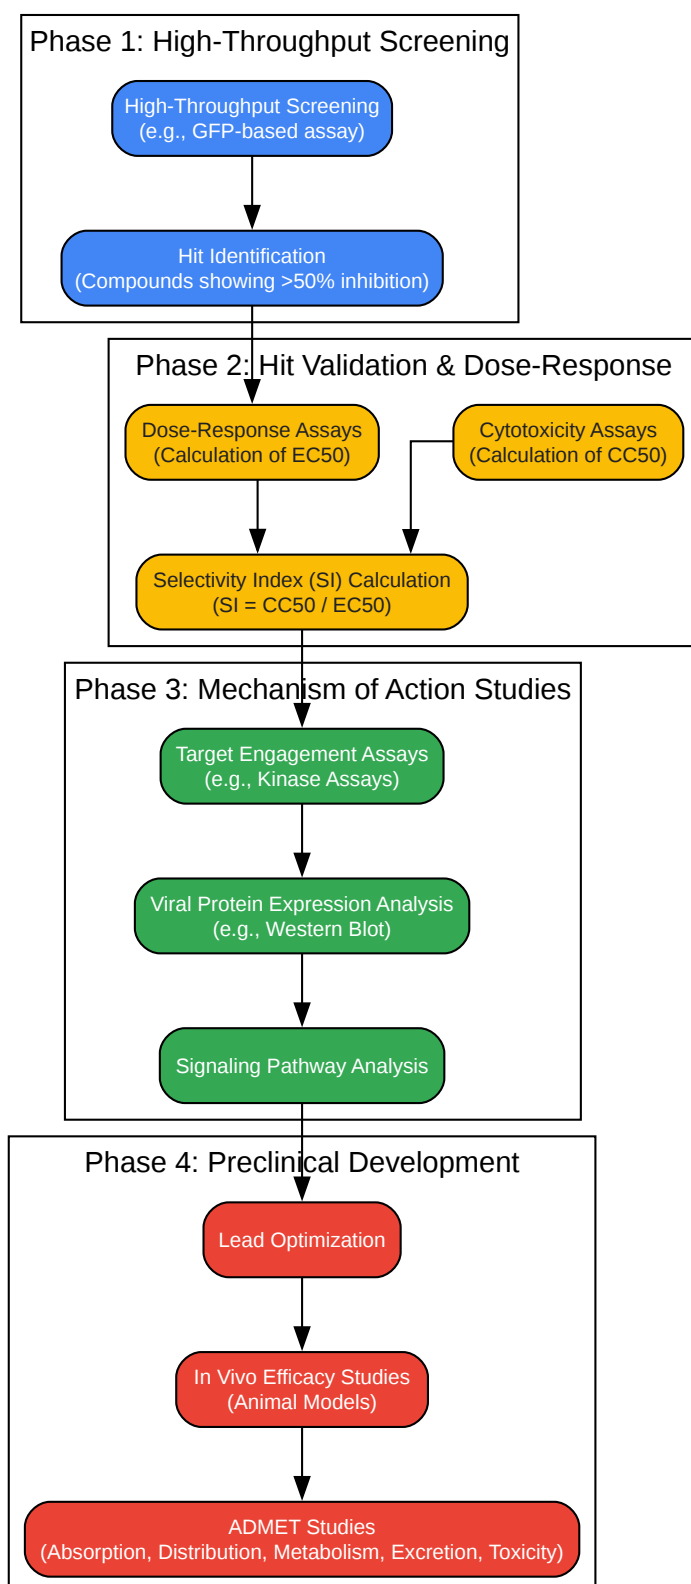 Phase 1: High-Throughput Screening
High-Throughput Screening
(e.g., GFP-based assay)
Hit Identification
(Compounds showing >50% inhibition)
Phase 2: Hit Validation & Dose-Response
Dose-Response Assays
(Calculation of EC50)
Cytotoxicity Assays
(Calculation of CC50)
Selectivity Index (SI) Calculation
(SI = CC50 / EC50)
Phase 3: Mechanism of Action Studies
Target Engagement Assays
(e.g., Kinase Assays)
Viral Protein Expression Analysis
(e.g., Western Blot)
Signaling Pathway Analysis
Phase 4: Preclinical Development
Lead Optimization
In Vivo Efficacy Studies
(Animal Models)
ADMET Studies
(Absorption, Distribution, Metabolism, Excretion, Toxicity)